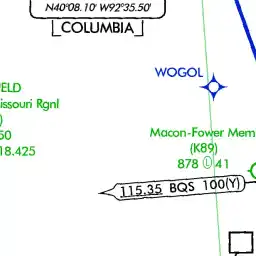 N40°08.10' W92°35.50'
COLUMBIA
WOGOL
ELD
issouri Rgnl
)
50
18.425
Macon-Fower Mem
(K89)
878 Ⓛ 41
115.35 BQS 100(Y)